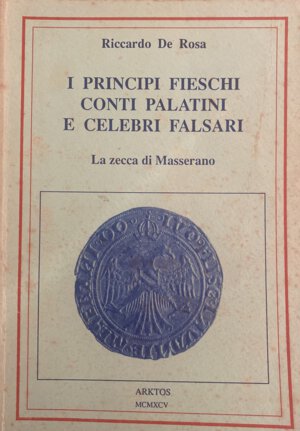 Riccardo De Rosa
I PRINCIPI FIESCHI
CONTI PALATINI
E CELEBRI FALSARI
La zecca di Masserano
ARKTOS
MCMXCV